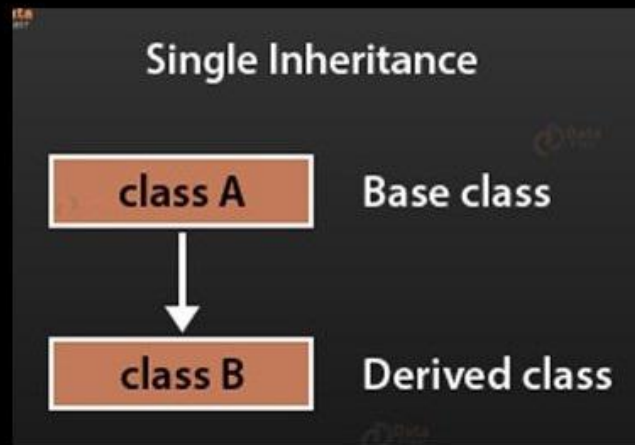 Single Inheritance
class A
Base class
class B
Derived class